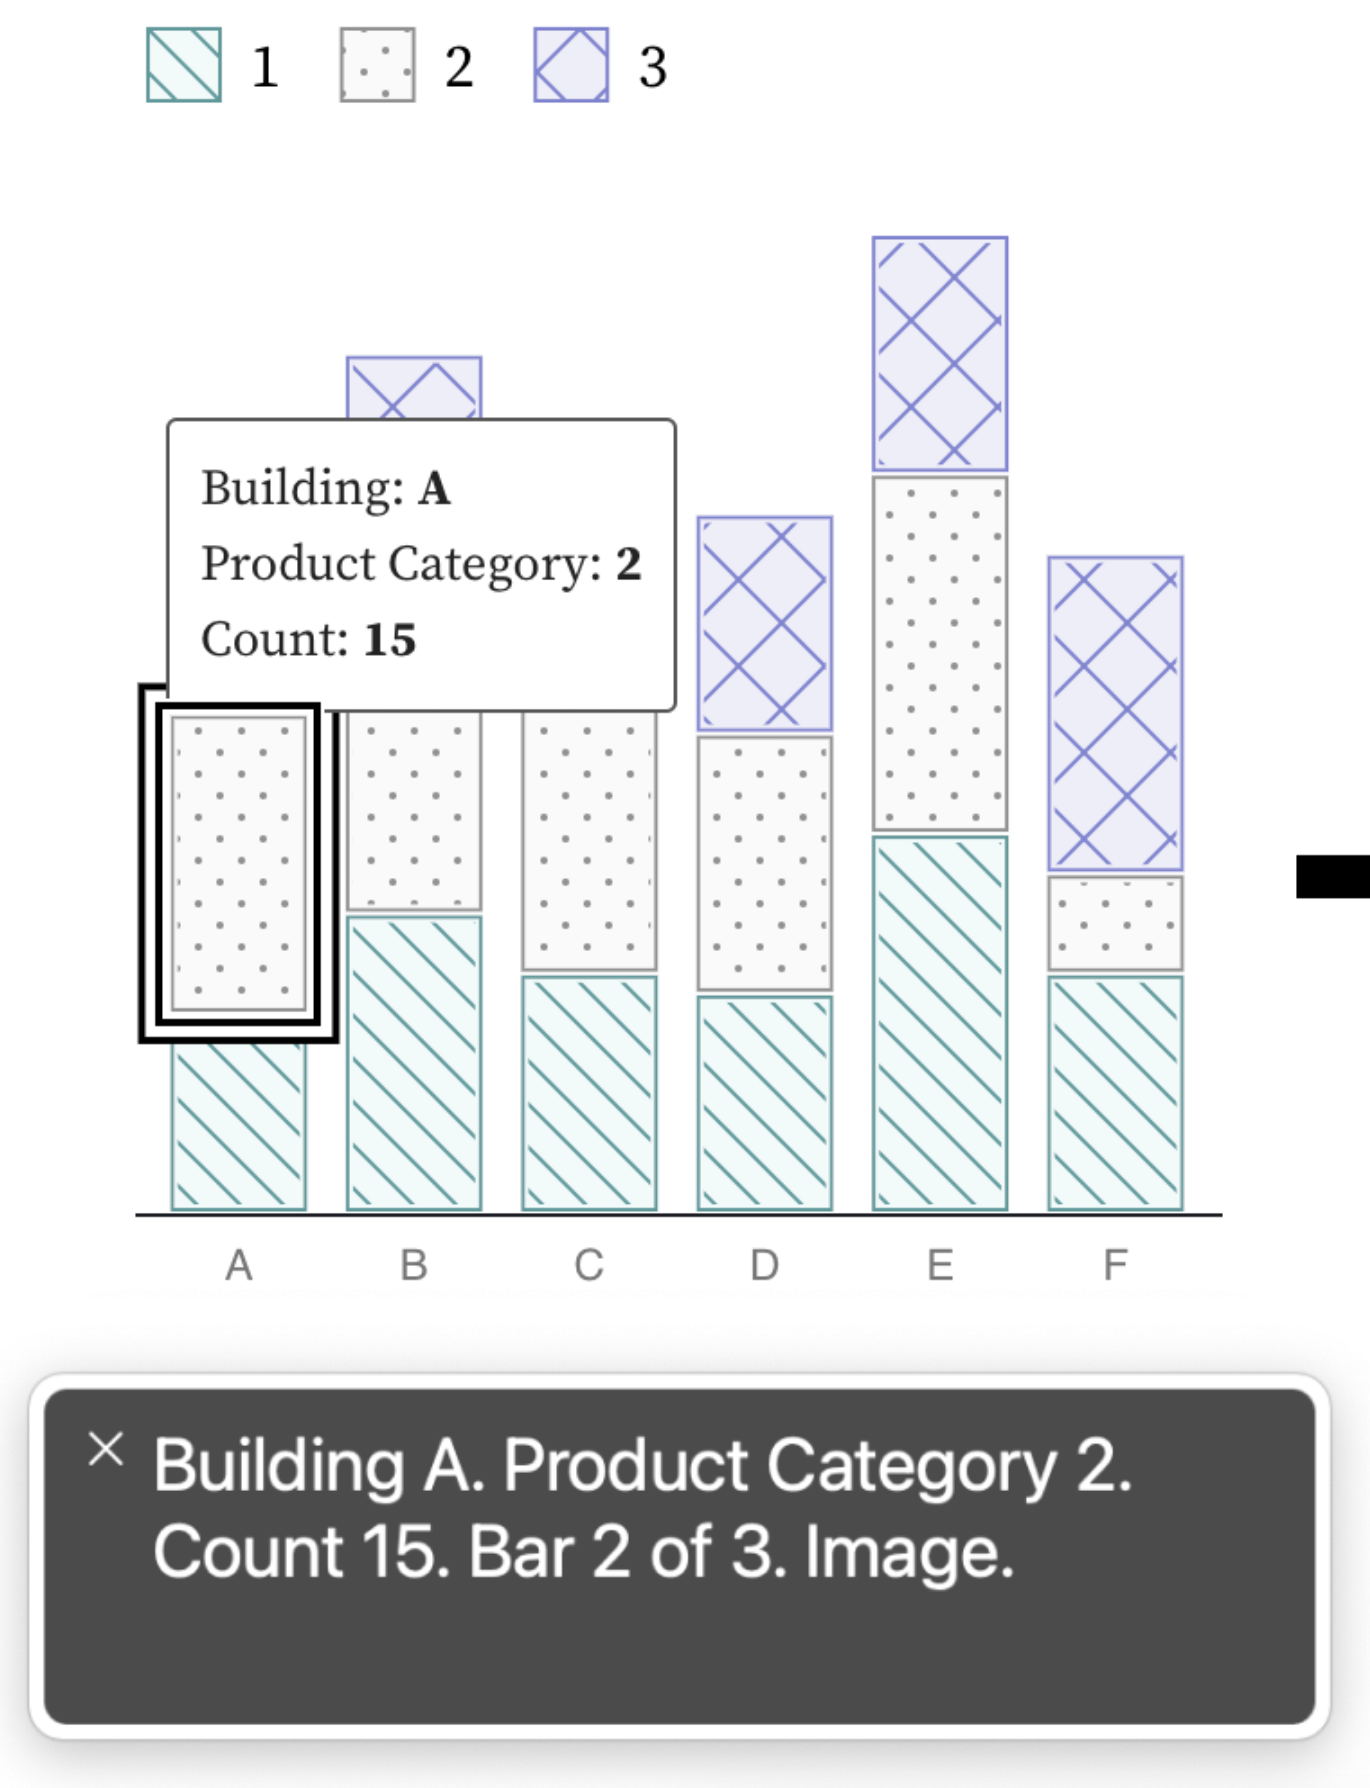 1 2 3
Building: A
Product Category: 2
Count: 15
A B C D E F
× Building A. Product Category 2.
Count 15. Bar 2 of 3. Image.